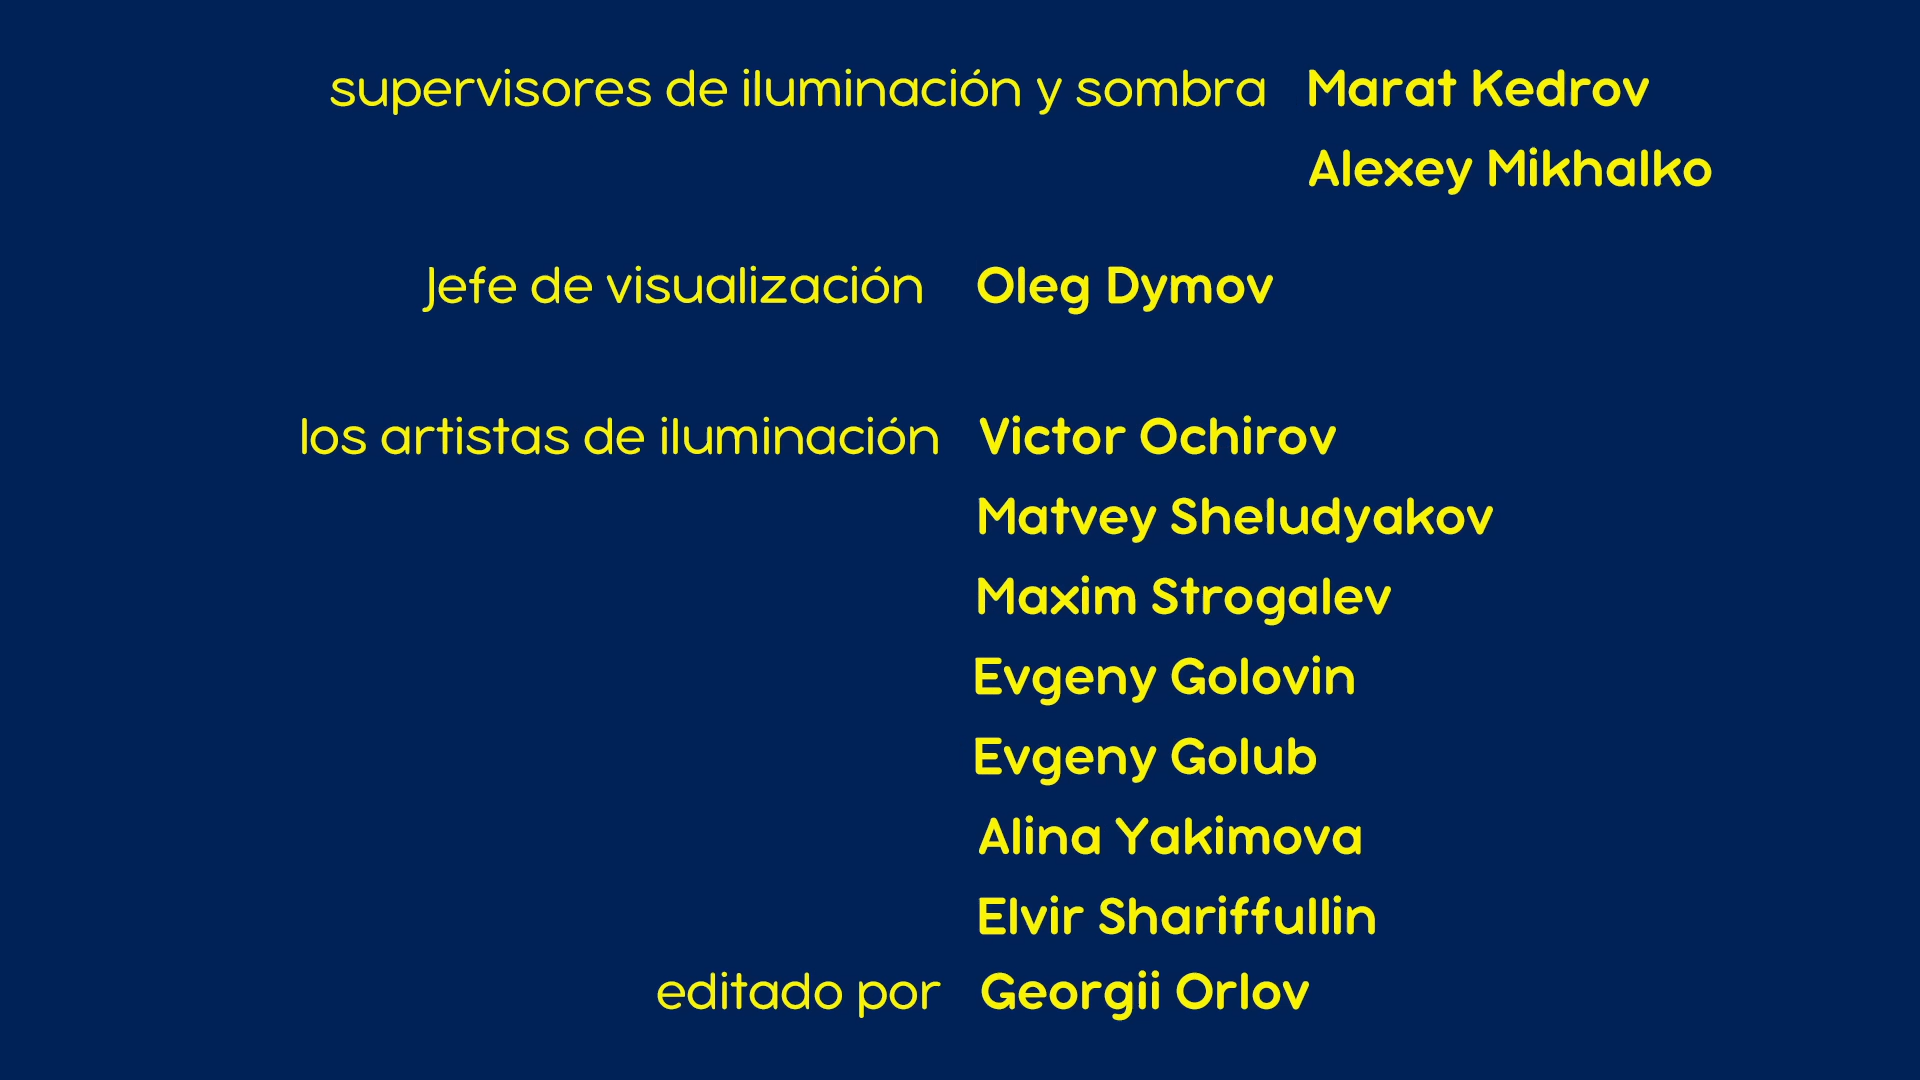 supervisores de iluminación y sombra Marat Kedrov
Alexey Mikhalko
Jefe de visualización Oleg Dymov
los artistas de iluminación Victor Ochirov
Matvey Sheludyakov
Maxim Strogalev
Evgeny Golovin
Evgeny Golub
Alina Yakimova
Elvir Shariffullin
editado por Georgii Orlov